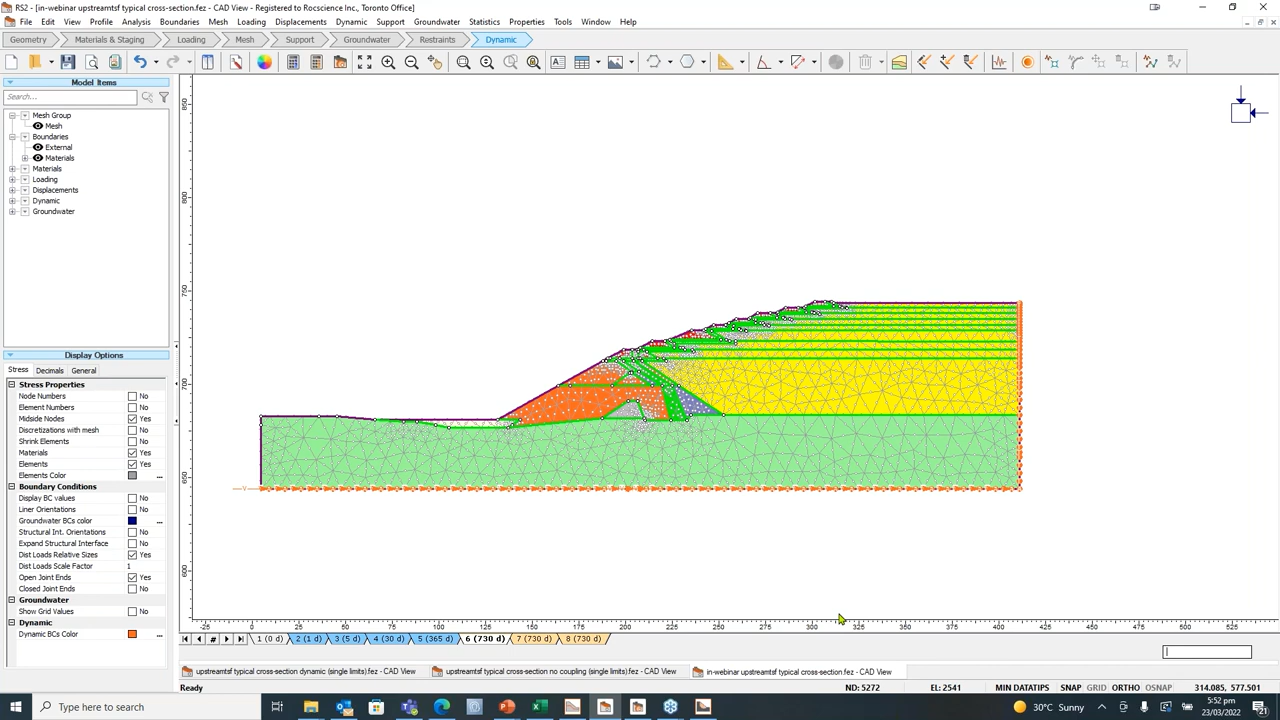 RS2 - [in-webinar upstreamtsf typical cross-section.fez - CAD View - Registered to Rocscience Inc., Toronto Office]
File Edit View Profile Analysis Boundaries Mesh Loading Displacements Dynamic Support Groundwater Statistics Properties Tools Window Help
Geometry Materials & Staging Loading Mesh Support Groundwater Restraints Dynamic
Model Items
Search...
Mesh Group
Mesh
Boundaries
External
Materials
Materials
Loading
Displacements
Dynamic
Groundwater
Display Options
Stress Decimals General
Stress Properties
Node Numbers No
Element Numbers No
Midside Nodes Yes
Discretizations with mesh No
Shrink Elements No
Materials Yes
Elements Yes
Elements Color ...
Boundary Conditions
Display BC values No
Liner Orientations No
Groundwater BCs color ...
Structural Int. Orientations No
Expand Structural Interface No
Dist Loads Relative Sizes Yes
Dist Loads Scale Factor 1
Open Joint Ends Yes
Closed Joint Ends No
Groundwater
Show Grid Values No
Dynamic
Dynamic BCs Color ...
850
800
750
700
650
600
-25 0 25 50 75 100 125 150 175 200 225 250 275 300 325 350 375 400 425 450 475 500 525
# 1 (0 d) 2 (1 d) 3 (5 d) 4 (30 d) 5 (365 d) 6 (730 d) 7 (730 d) 8 (730 d)
upstreamtsf typical cross-section dynamic (single limits).fez - CAD View upstreamtsf typical cross-section no coupling (single limits).fez - CAD View in-webinar upstreamtsf typical cross-section.fez - CAD View
Ready ND: 5272 EL: 2541 MIN DATATIPS SNAP GRID ORTHO OSNAP 314.085, 577.501
Type here to search 30°C Sunny 5:52 pm
23/03/2022